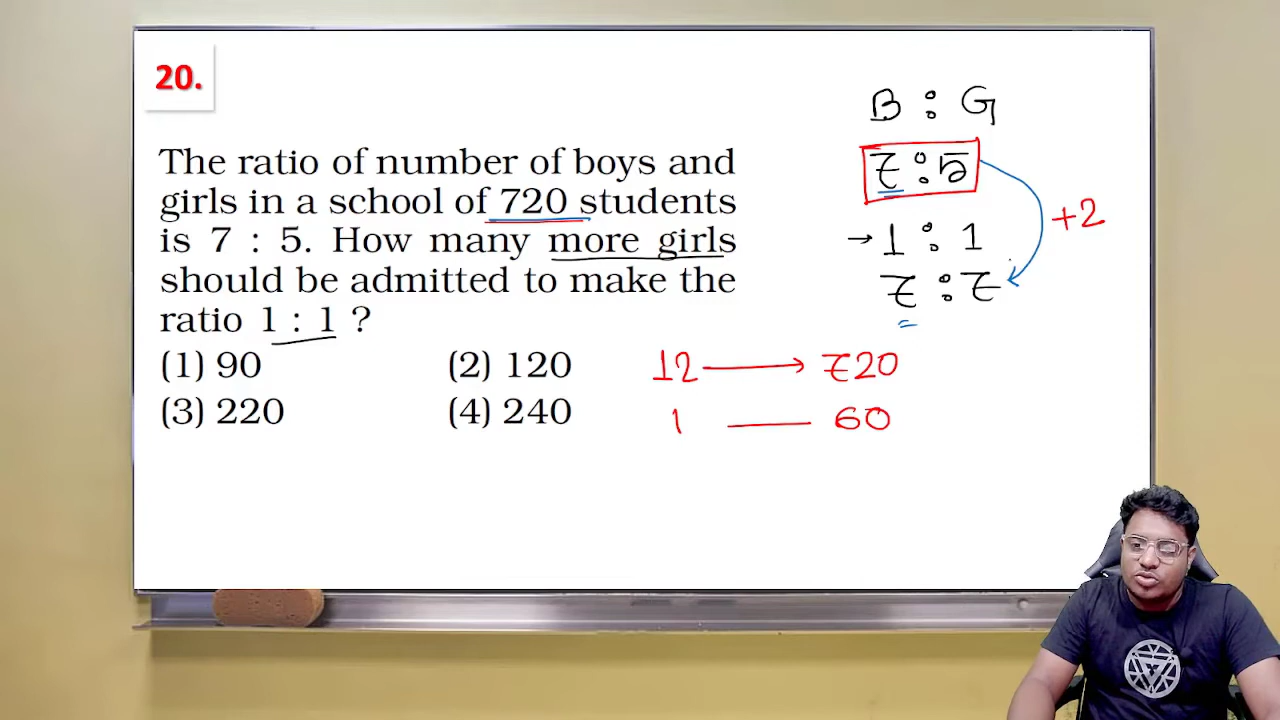 20.
The ratio of number of boys and
girls in a school of 720 students
is 7 : 5. How many more girls
should be admitted to make the
ratio 1 : 1 ?
(1) 90 (2) 120
(3) 220 (4) 240
B : G
7 : 5
+2
→ 1 : 1
7 : 7
12 → 720
1 — 60